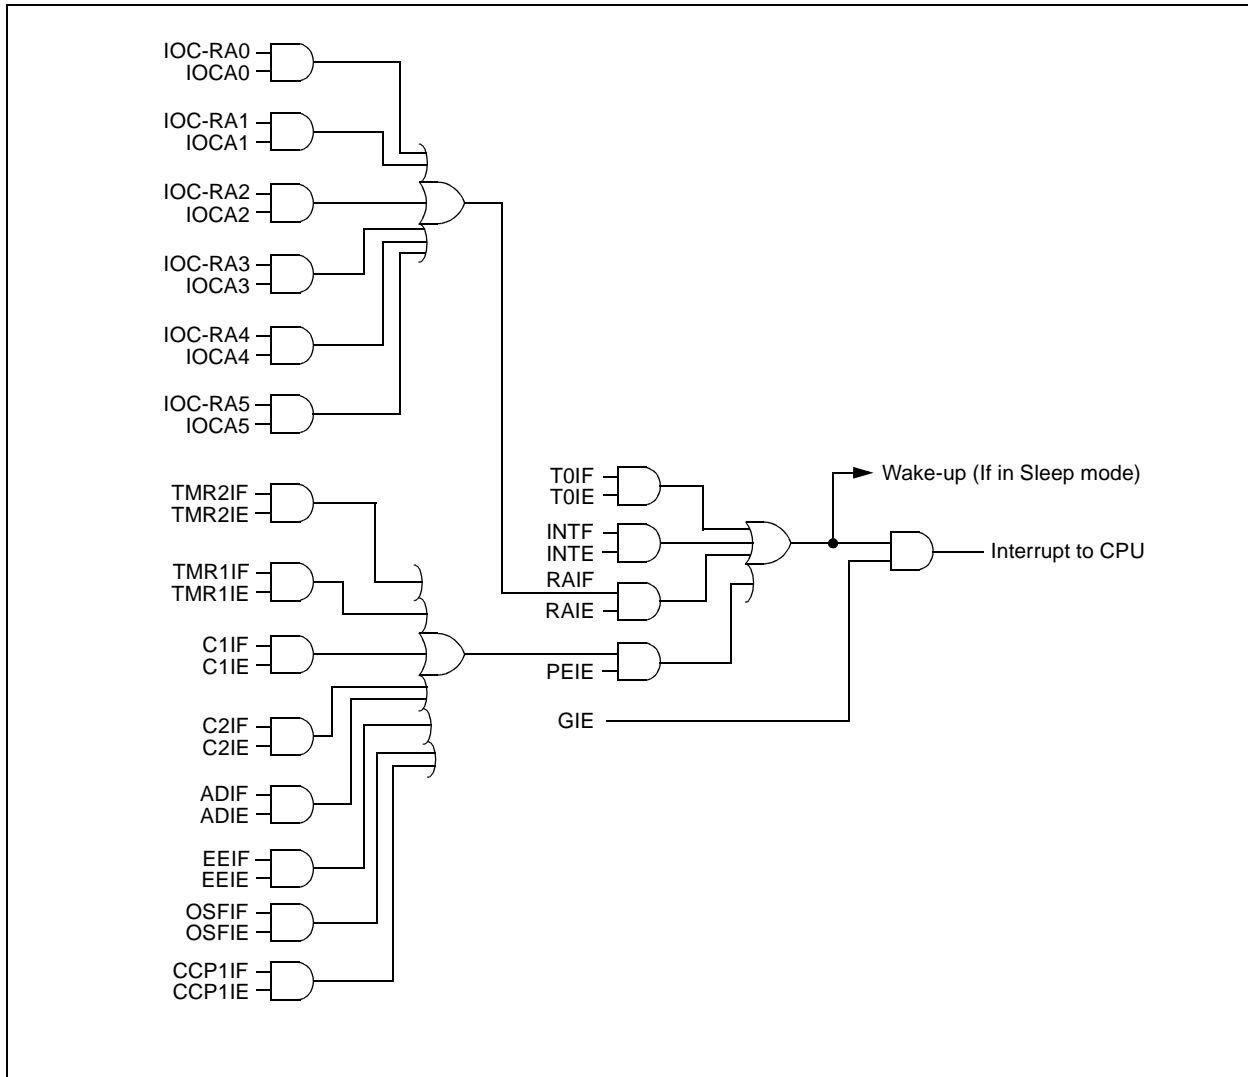 IOC-RA0
IOCA0
IOC-RA1
IOCA1
IOC-RA2
IOCA2
IOC-RA3
IOCA3
IOC-RA4
IOCA4
IOC-RA5
IOCA5
TMR2IF
TMR2IE
TMR1IF
TMR1IE
C1IF
C1IE
C2IF
C2IE
ADIF
ADIE
EEIF
EEIE
OSFIF
OSFIE
CCP1IF
CCP1IE
T0IF
T0IE
INTF
INTE
RAIF
RAIE
PEIE
GIE
Wake-up (If in Sleep mode)
Interrupt to CPU